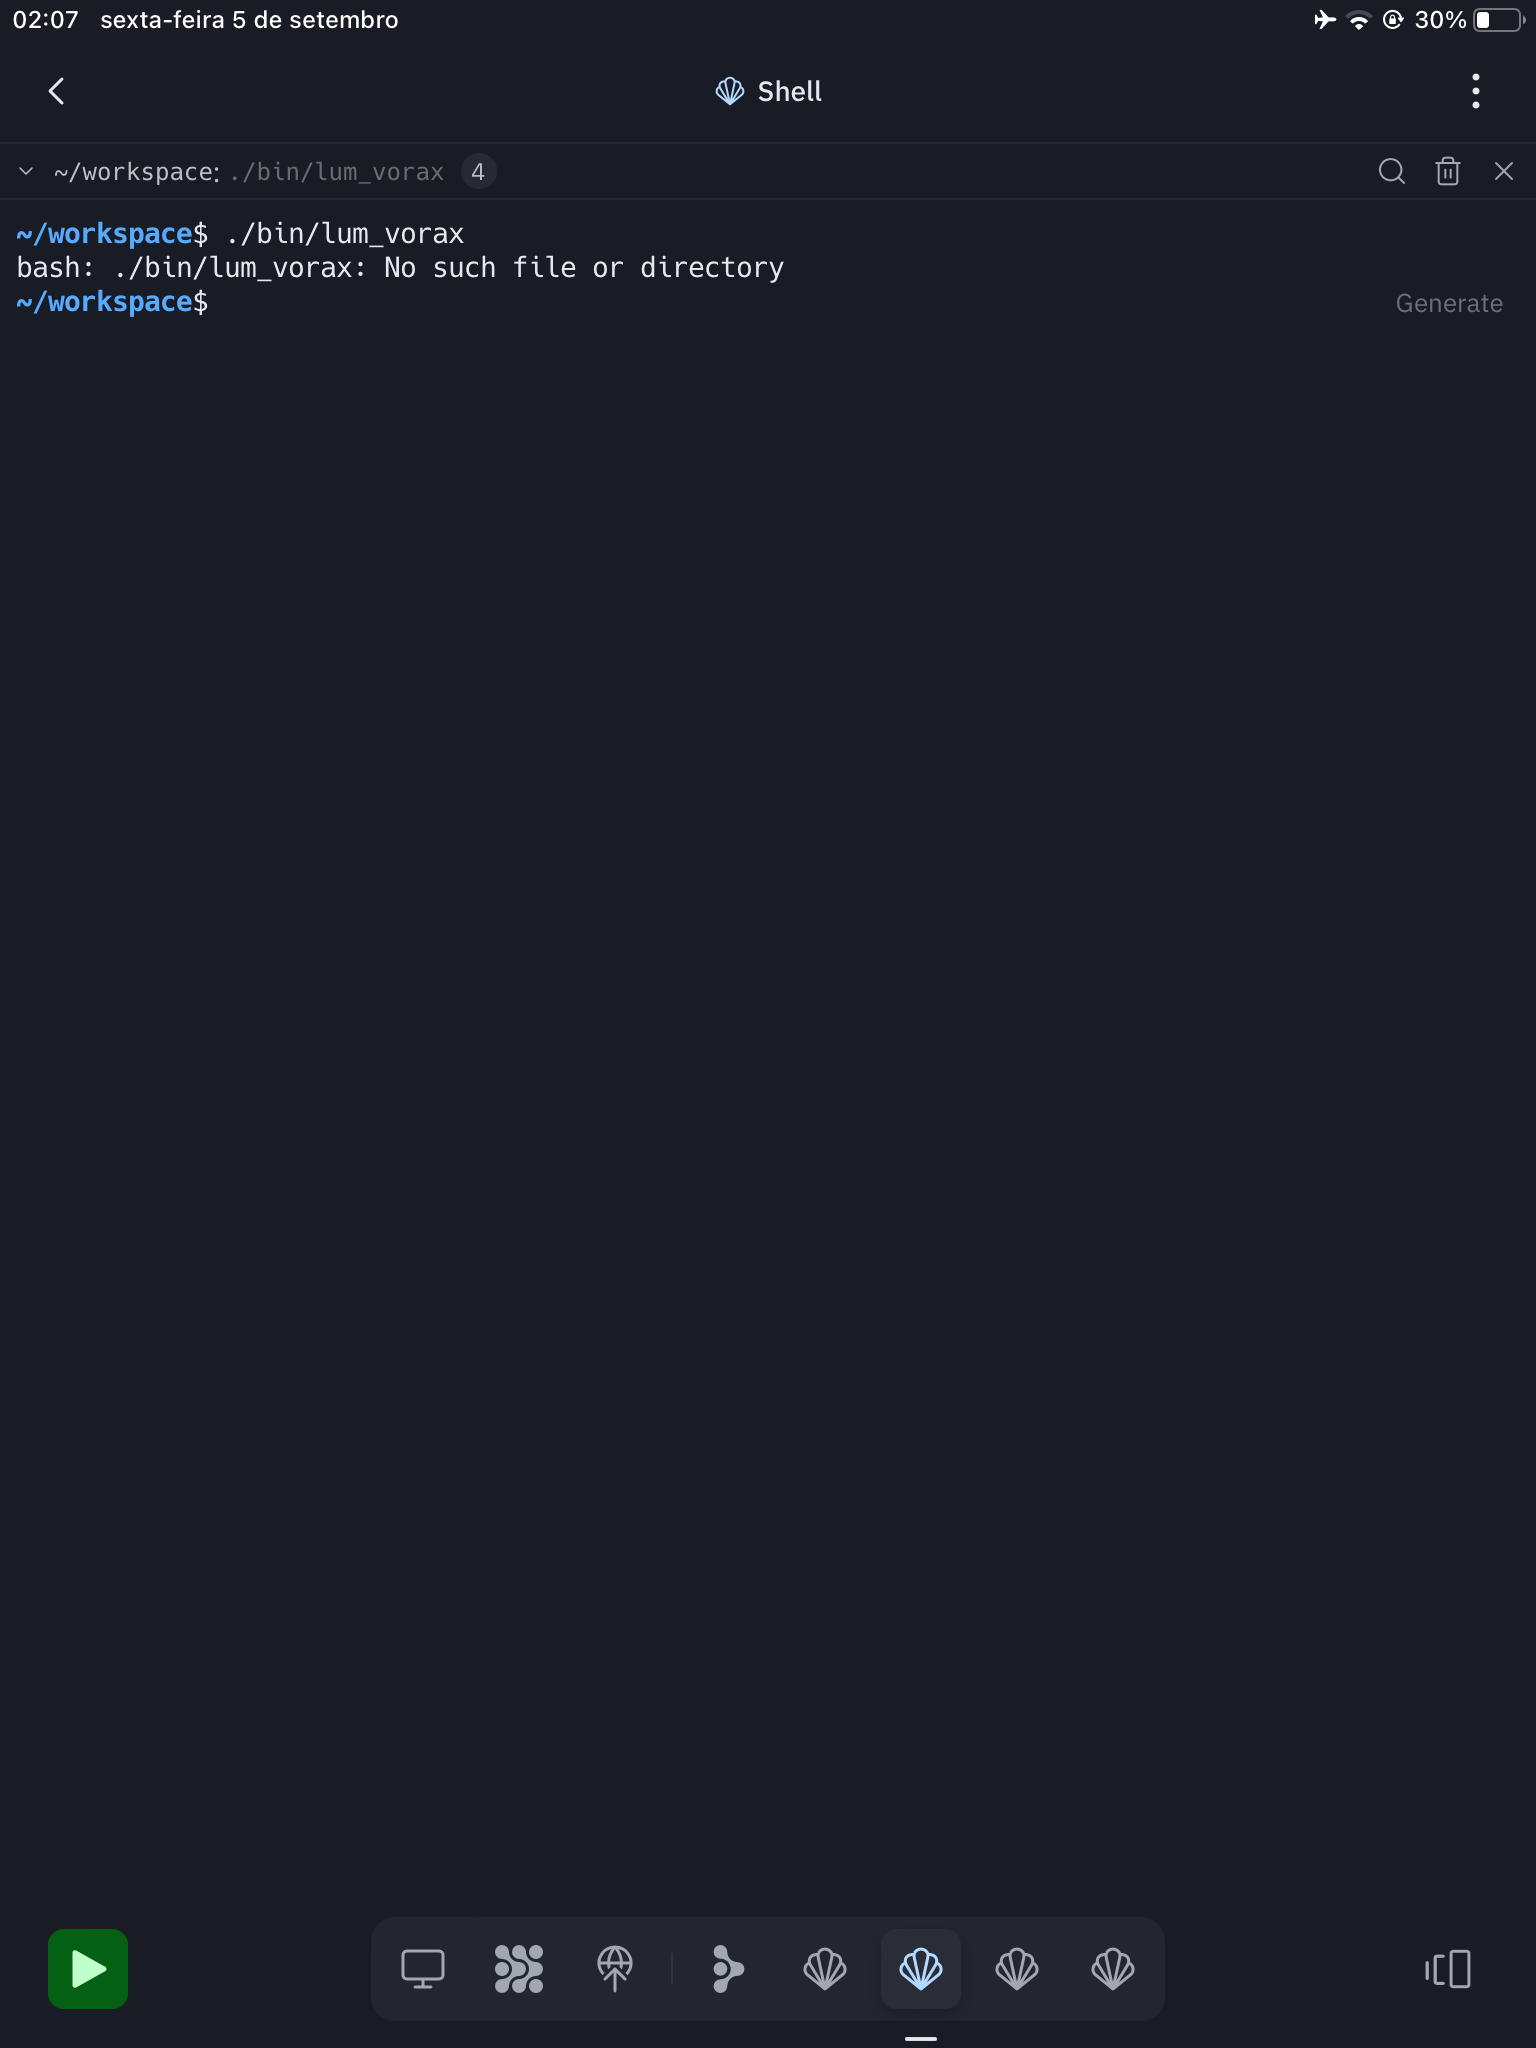 02:07 sexta-feira 5 de setembro 30%
Shell
~/workspace: ./bin/lum_vorax 4
~/workspace$ ./bin/lum_vorax
bash: ./bin/lum_vorax: No such file or directory
~/workspace$
Generate